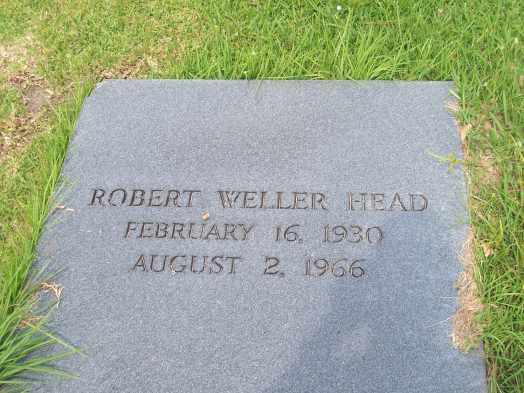 ROBERT WELLER HEAD
FEBRUARY 16, 1930
AUGUST 2, 1966